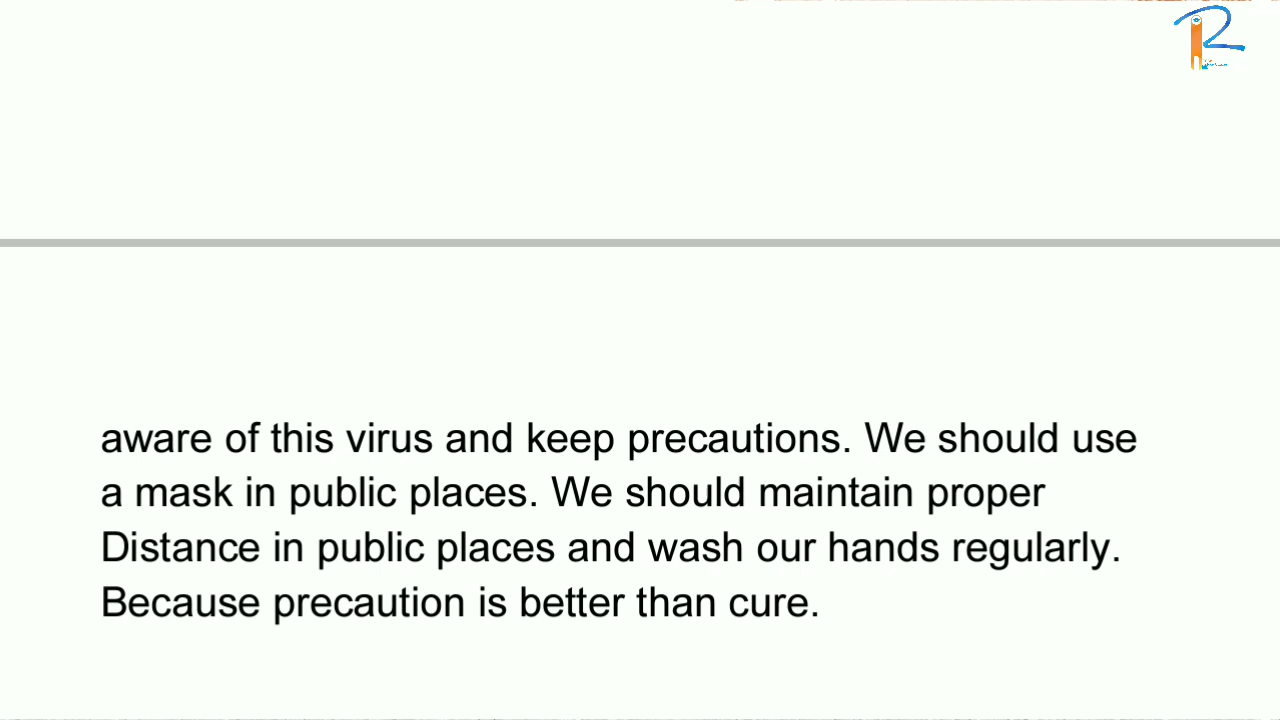 aware of this virus and keep precautions. We should use
a mask in public places. We should maintain proper
Distance in public places and wash our hands regularly.
Because precaution is better than cure.